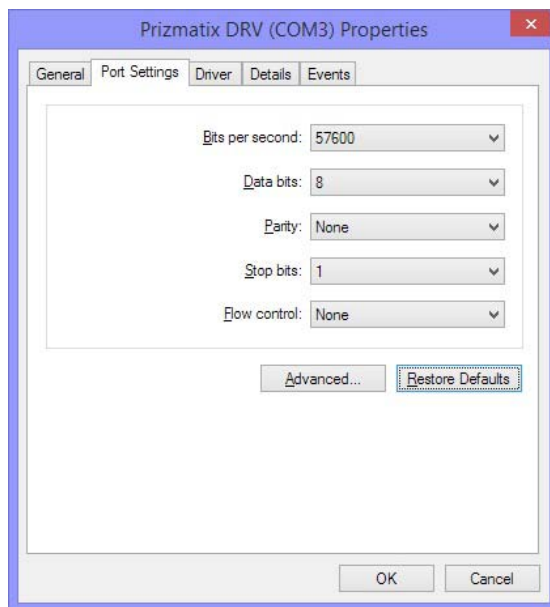 Prizmatix DRV (COM3) Properties
General Port Settings Driver Details Events
Bits per second: 57600
Data bits: 8
Parity: None
Stop bits: 1
Flow control: None
Advanced... Restore Defaults
OK Cancel